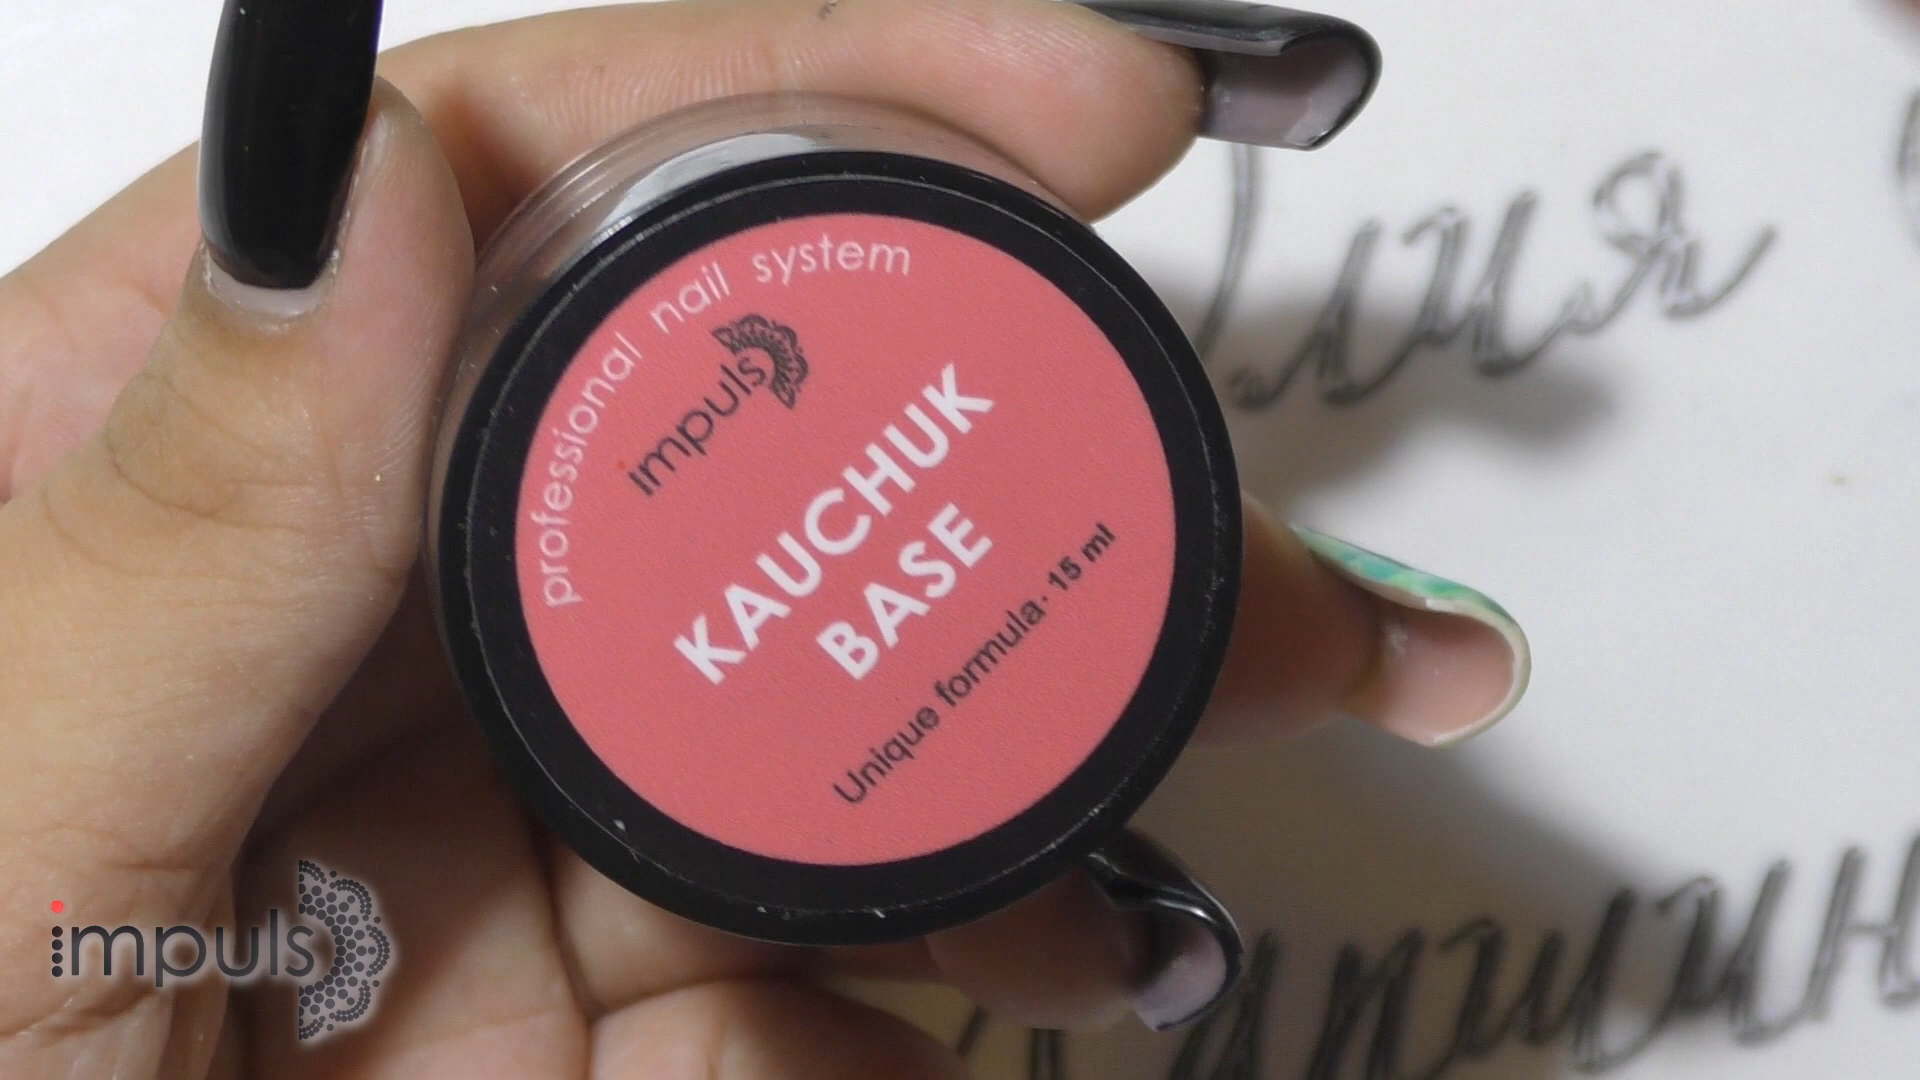 professional nail system
impuls
KAUCHUK
BASE
Unique formula · 15 ml
impuls